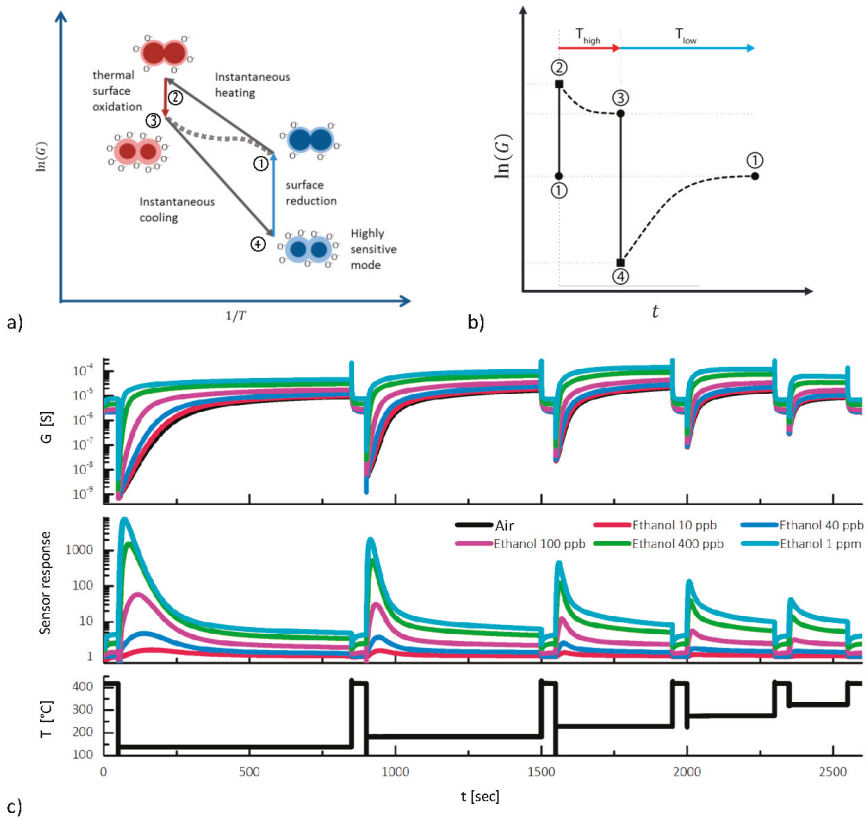 ln(G)
thermal
surface
oxidation
Instantaneous
heating
②
③
①
④
Instantaneous
cooling
surface
reduction
Highly
sensitive
mode
O⁻ O⁻ O⁻ O⁻ O⁻ O⁻
1/T
a)
T_high
T_low
②
③
①
①
④
ln(G)
t
b)
G [S]
10⁻⁴
10⁻⁵
10⁻⁶
10⁻⁷
10⁻⁸
10⁻⁹
Sensor response
1000
100
10
1
Air
Ethanol 10 ppb
Ethanol 40 ppb
Ethanol 100 ppb
Ethanol 400 ppb
Ethanol 1 ppm
T [°C]
400
300
200
100
0
500
1000
1500
2000
2500
t [sec]
c)